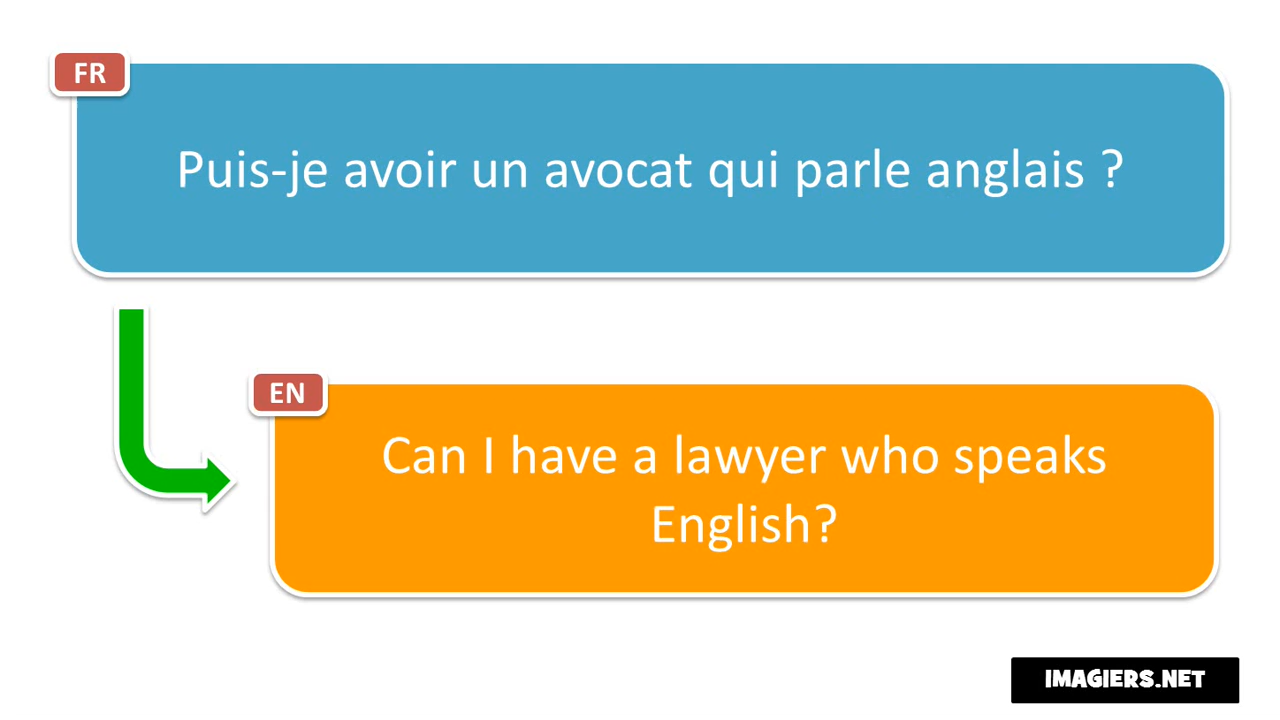 FR
Puis-je avoir un avocat qui parle anglais ?
EN
Can I have a lawyer who speaks
English?
IMAGIERS.NET